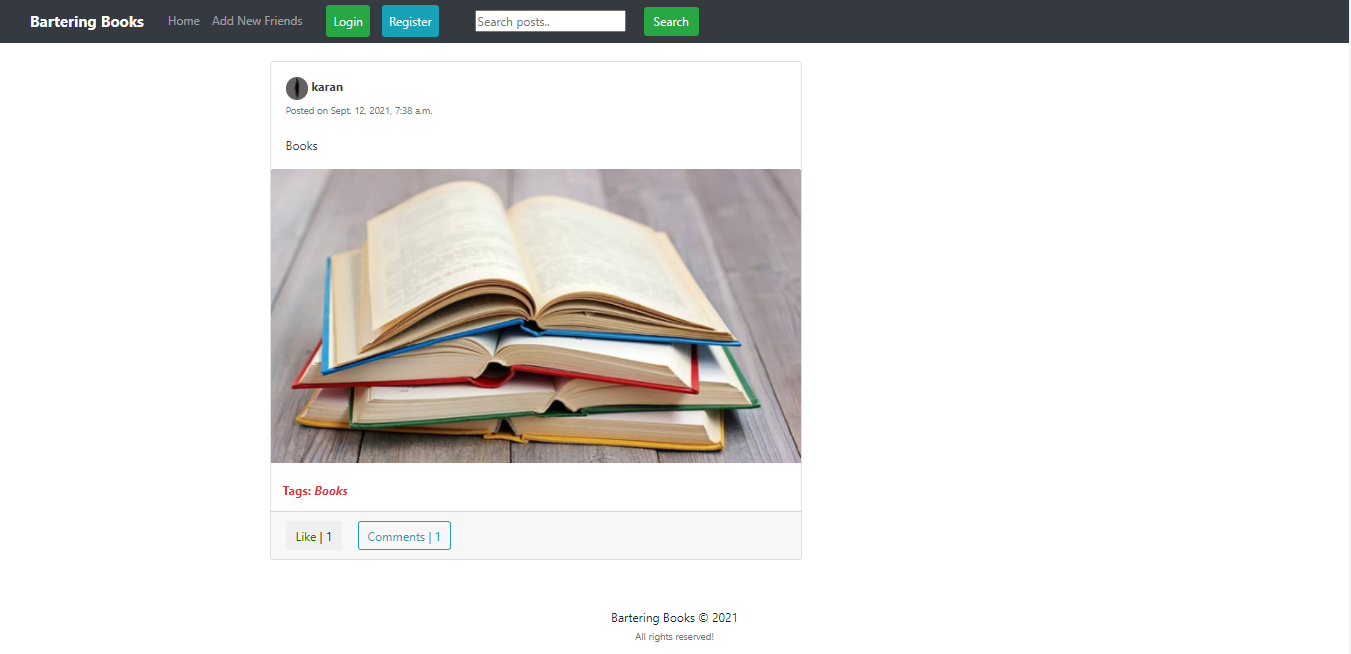 Bartering Books Home Add New Friends Login Register Search posts.. Search
karan
Posted on Sept. 12, 2021, 7:38 a.m.
Books
Tags: Books
Like | 1 Comments | 1
Bartering Books © 2021
All rights reserved!